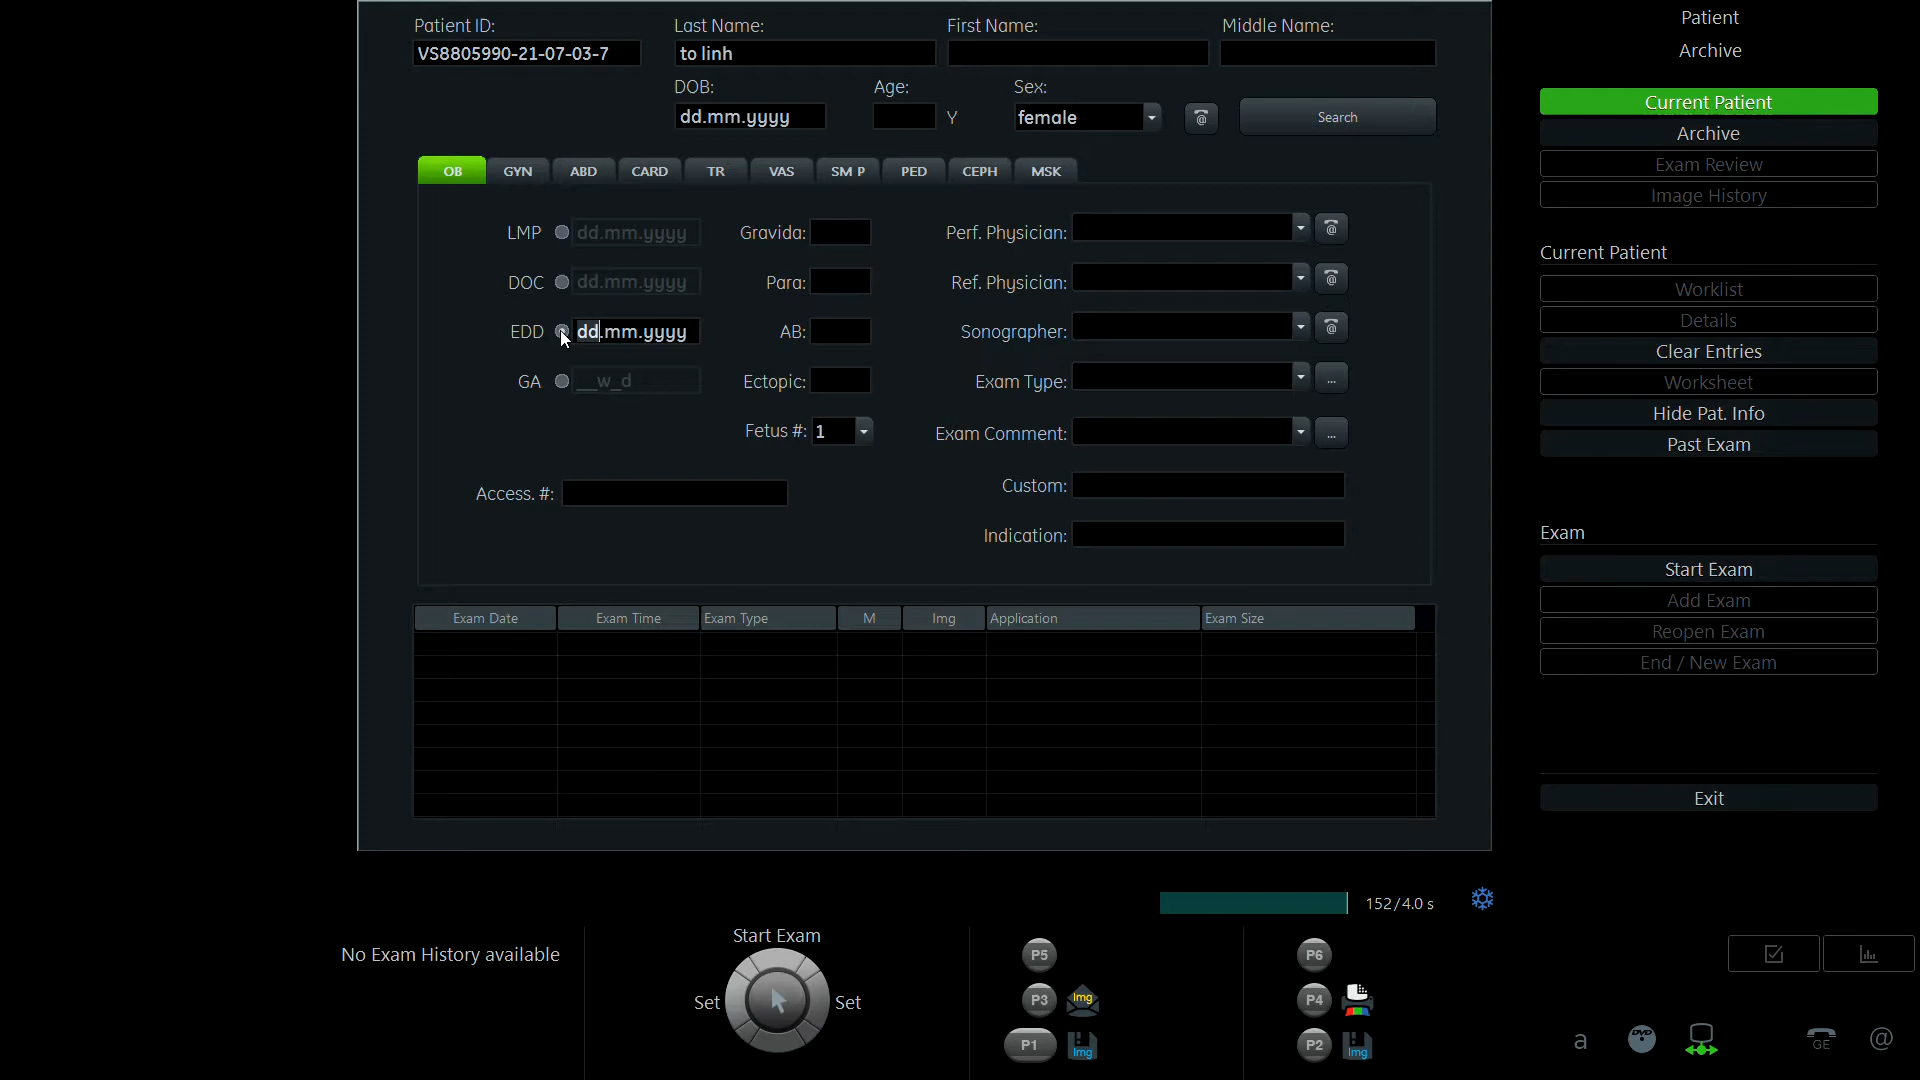 Patient ID: Last Name: First Name: Middle Name:
VS8805990-21-07-03-7 to linh
DOB: Age: Sex:
dd.mm.yyyy Y female @ Search
OB GYN ABD CARD TR VAS SM P PED CEPH MSK
LMP dd.mm.yyyy Gravida: Perf. Physician: @
DOC dd.mm.yyyy Para: Ref. Physician: @
EDD dd.mm.yyyy AB: Sonographer: @
GA __w_d Ectopic: Exam Type: ...
Fetus #: 1 Exam Comment: ...
Access. #: Custom:
Indication:
Exam Date Exam Time Exam Type M Img Application Exam Size
Patient
Archive
Current Patient
Archive
Exam Review
Image History
Current Patient
Worklist
Details
Clear Entries
Worksheet
Hide Pat. Info
Past Exam
Exam
Start Exam
Add Exam
Reopen Exam
End / New Exam
Exit
152/4.0 s
No Exam History available
Start Exam
Set Set
P5
P3 Img
P1 Img
P6
P4
P2 Img
a DVD GE @